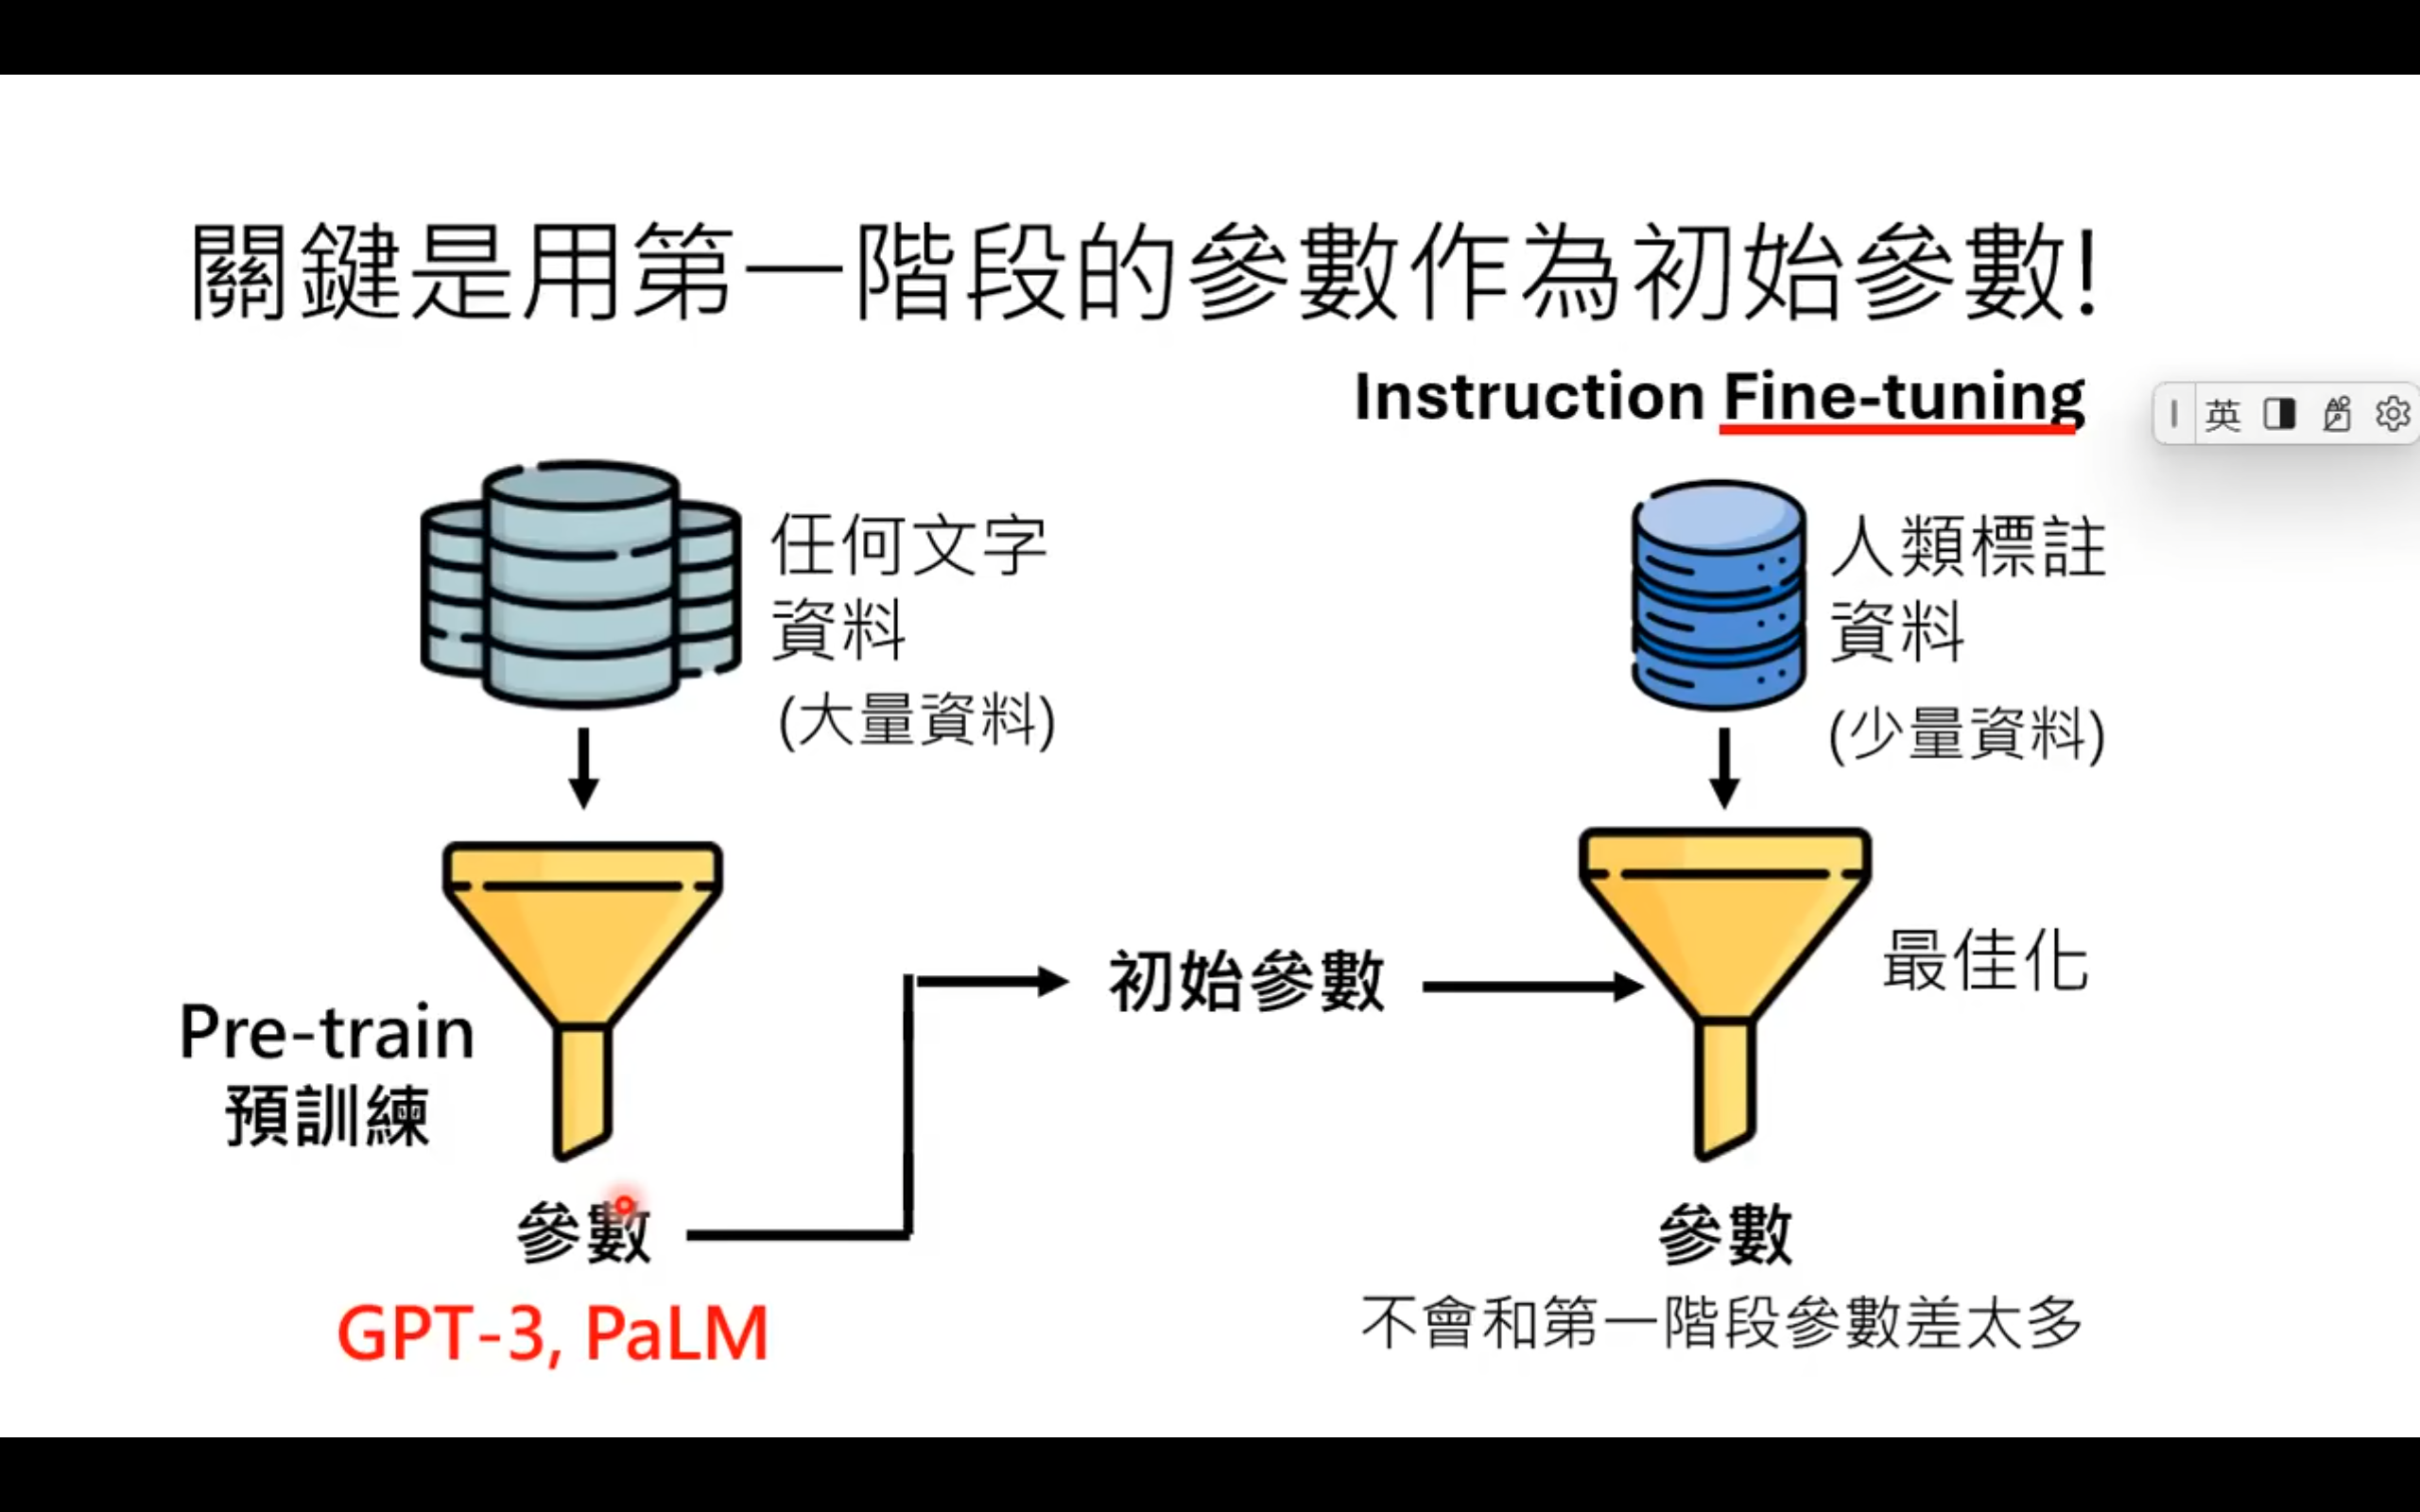 關鍵是用第一階段的參數作為初始參數!
Instruction Fine-tuning
英
任何文字
資料
(大量資料)
人類標註
資料
(少量資料)
Pre-train
預訓練
初始參數
最佳化
參數
GPT-3, PaLM
參數
不會和第一階段參數差太多